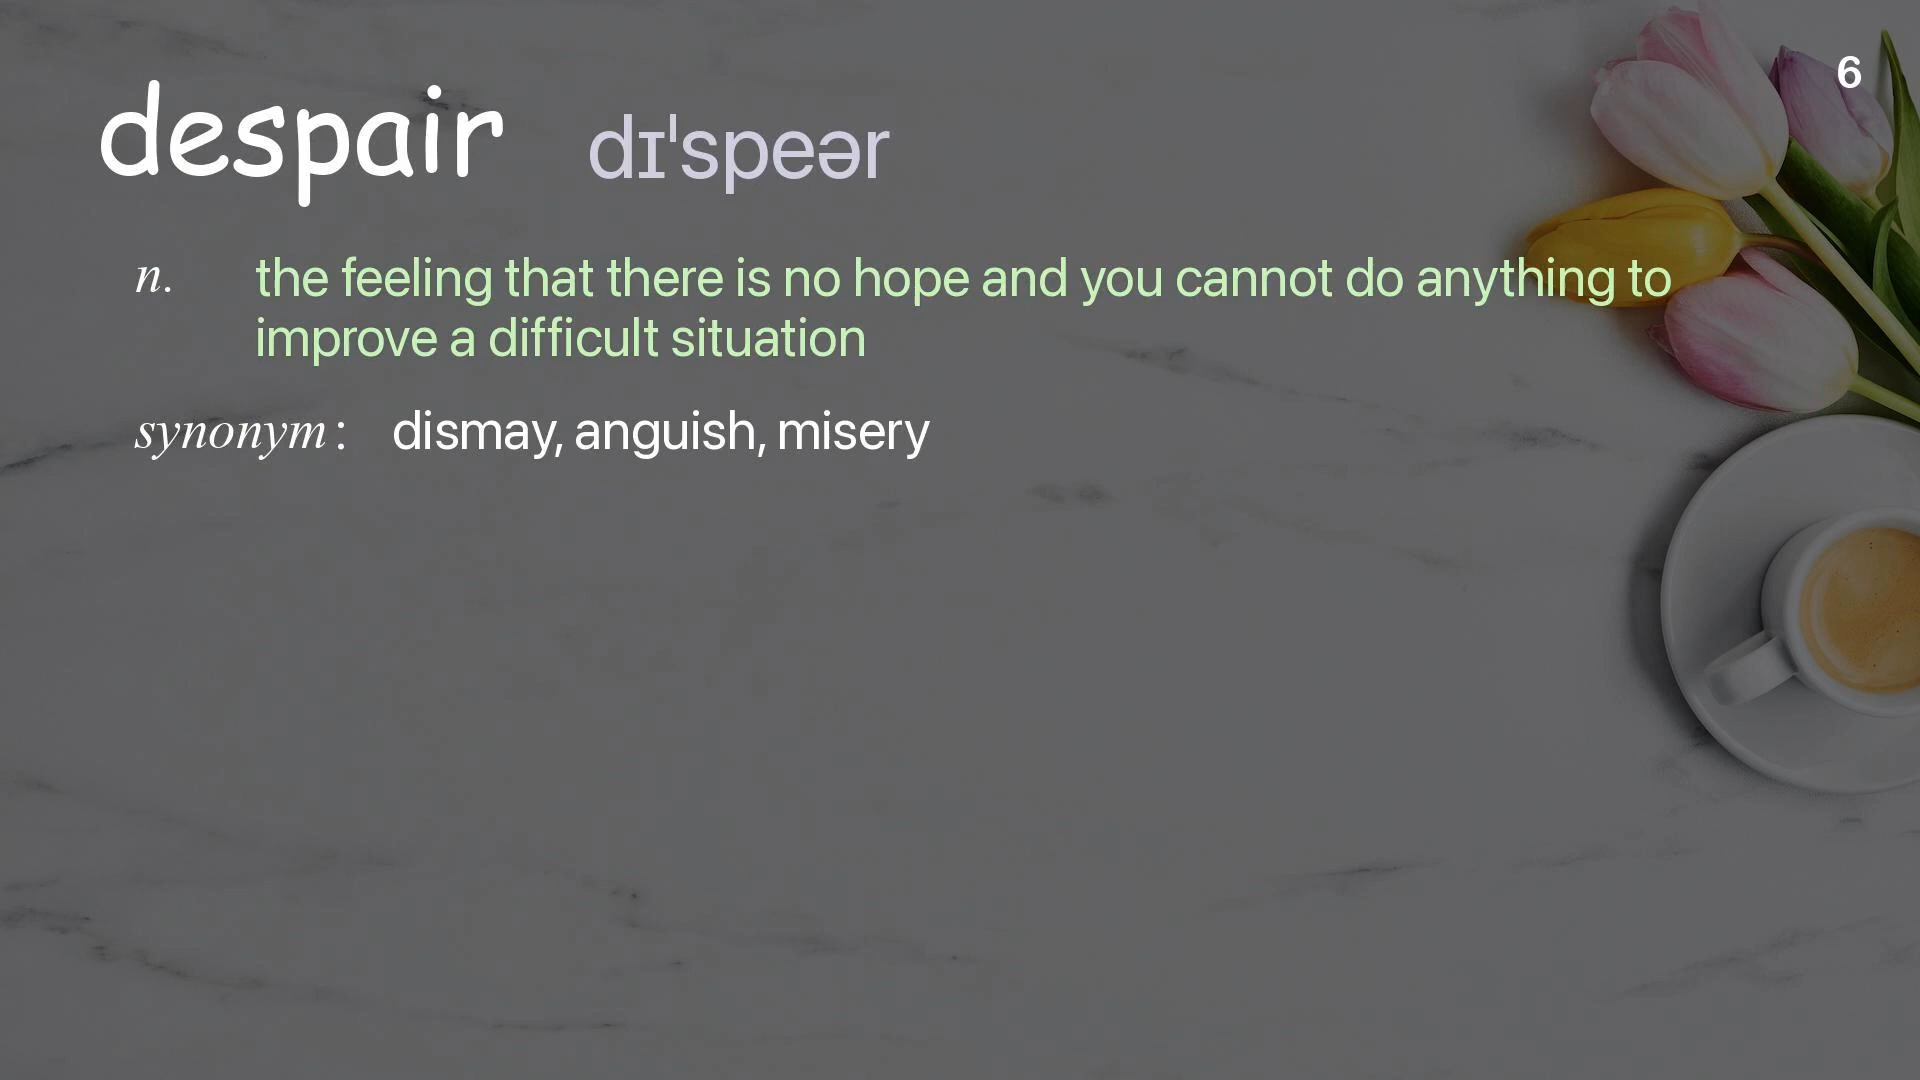 6
despair dɪˈspeər
n. the feeling that there is no hope and you cannot do anything to
improve a difficult situation
synonym: dismay, anguish, misery